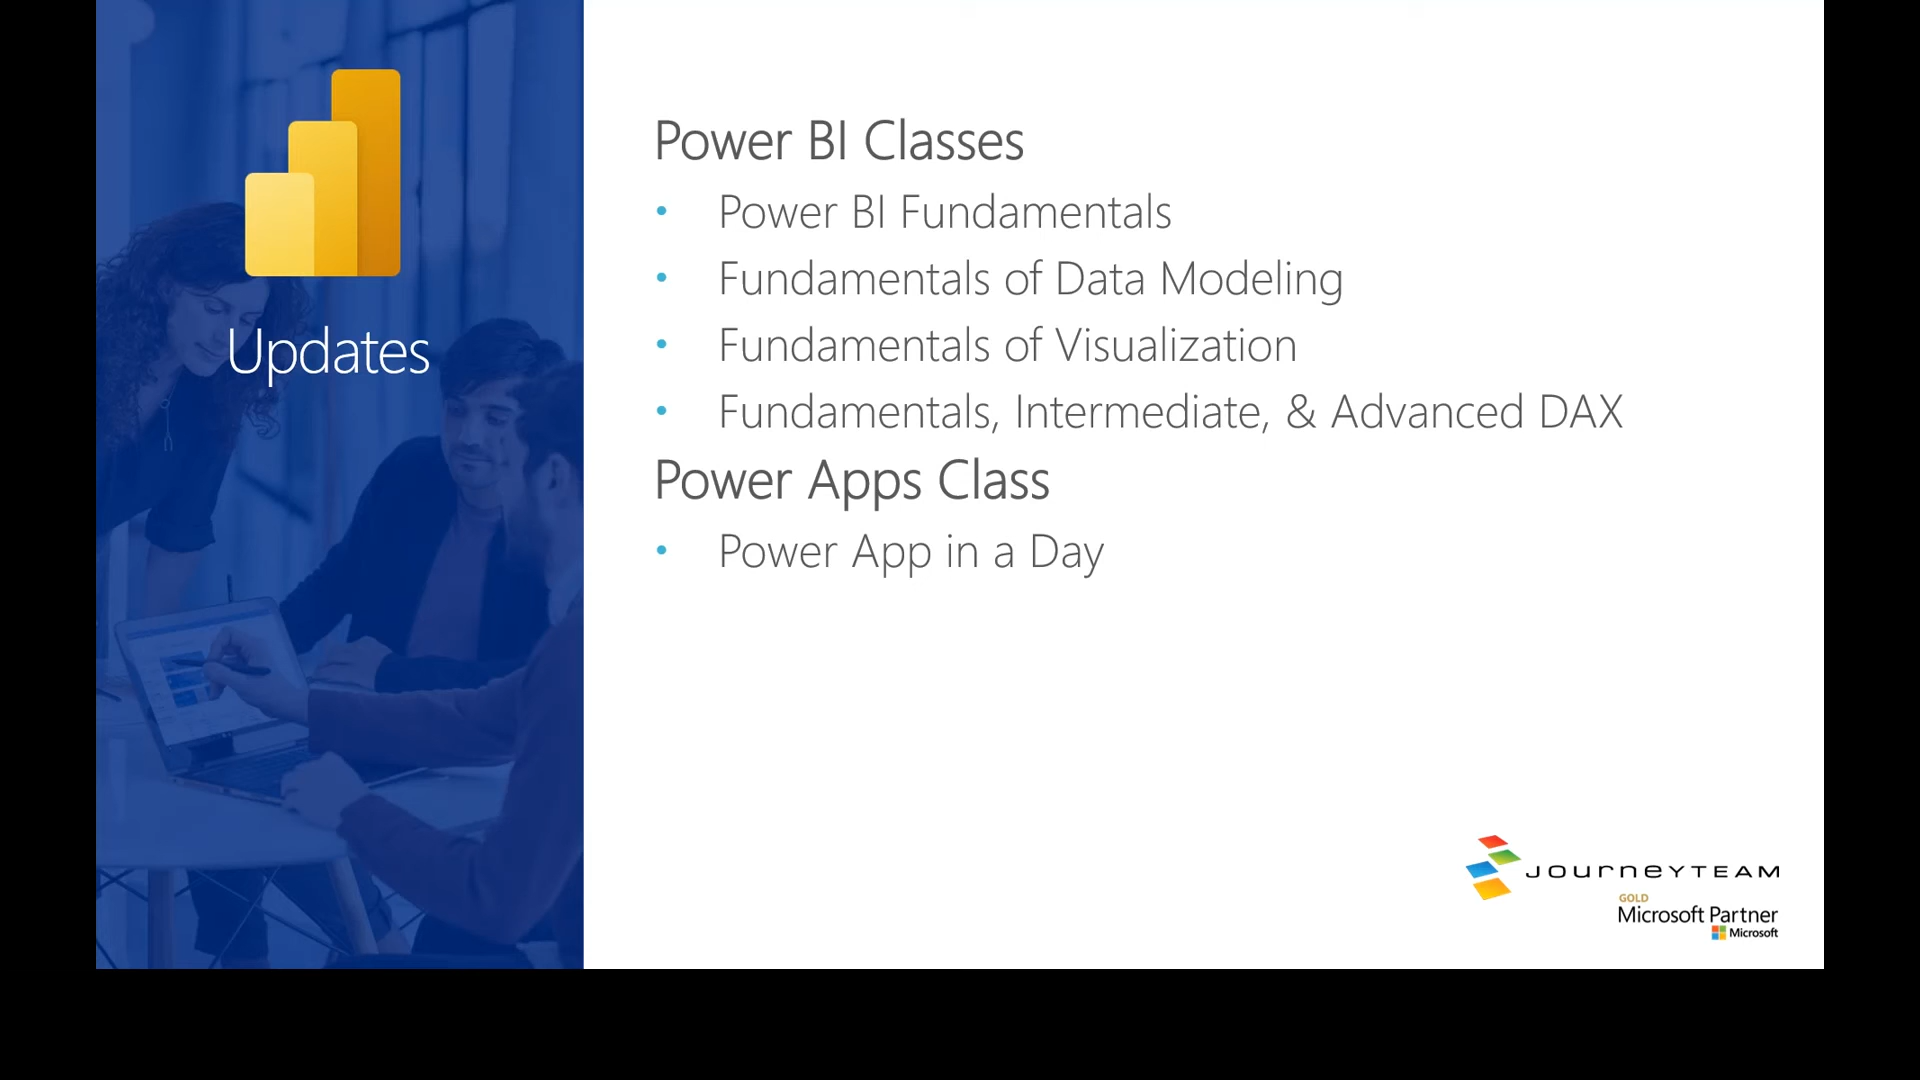 Updates
Power BI Classes
• Power BI Fundamentals
• Fundamentals of Data Modeling
• Fundamentals of Visualization
• Fundamentals, Intermediate, & Advanced DAX
Power Apps Class
• Power App in a Day
JOURNEYTEAM
GOLD
Microsoft Partner
Microsoft